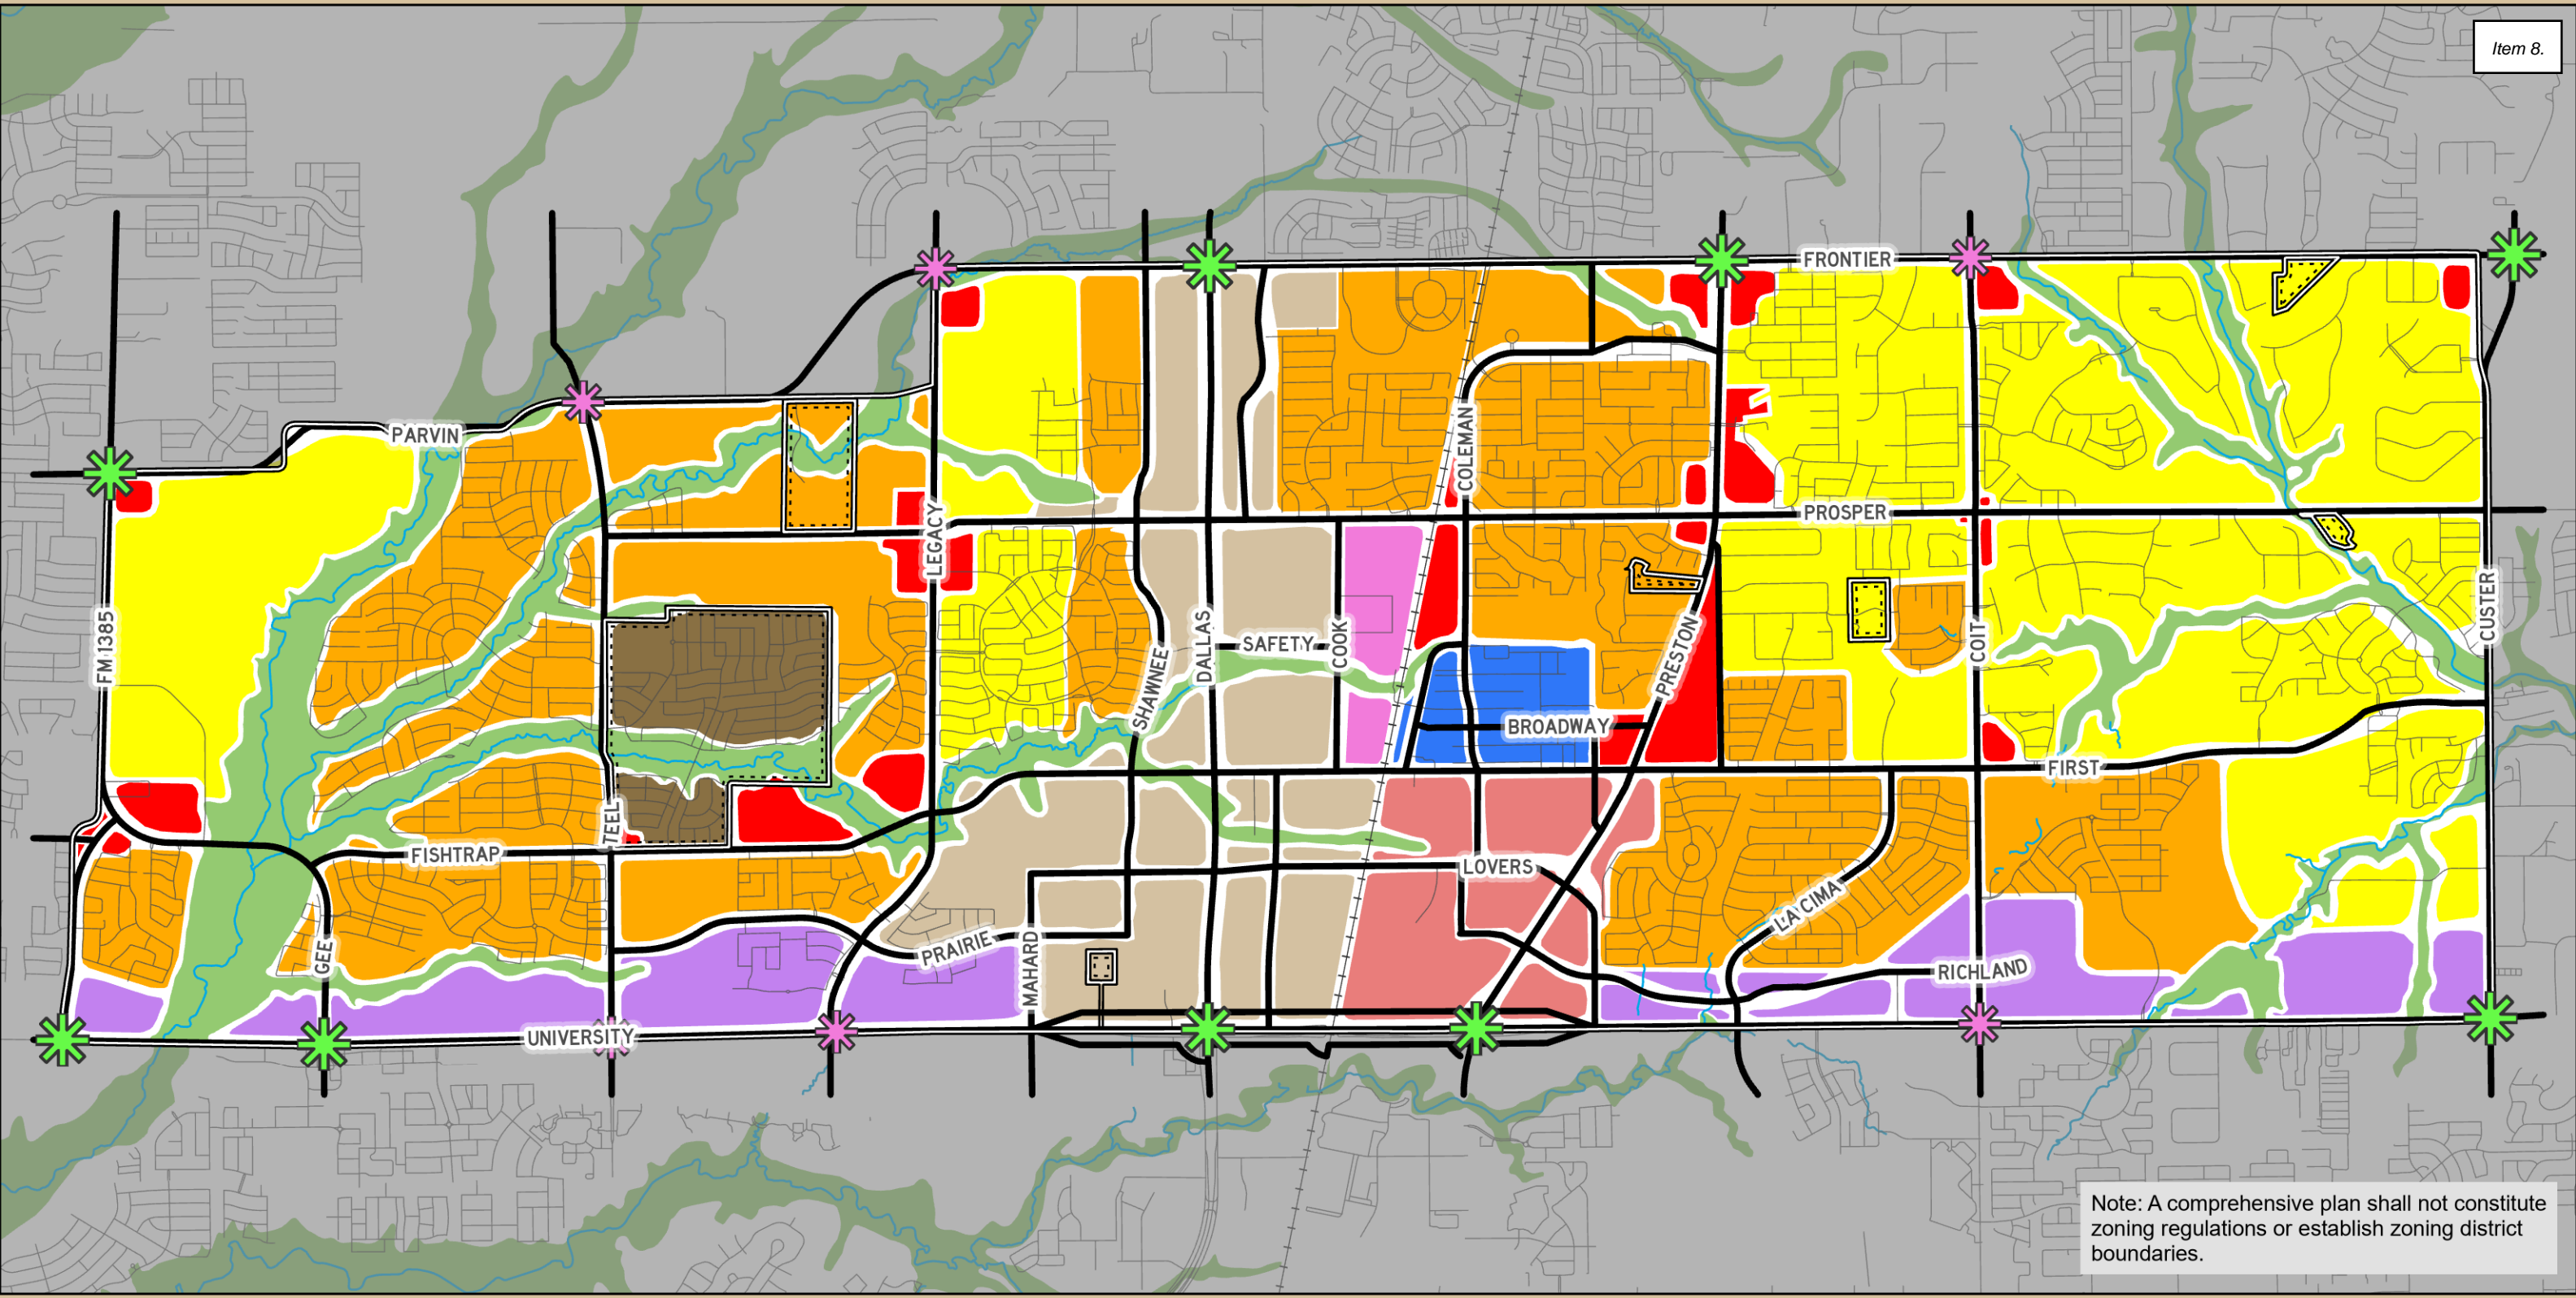 Item 8.
FRONTIER
PARVIN
COLEMAN
PROSPER
LEGACY
FM 1385
CUSTER
SAFETY
COOK
DALLAS
COIT
PRESTON
SHAWNEE
BROADWAY
FIRST
TEEL
FISHTRAP
LOVERS
LA CIMA
GEE
PRAIRIE
MAHARD
RICHLAND
UNIVERSITY
Note: A comprehensive plan shall not constitute
zoning regulations or establish zoning district
boundaries.